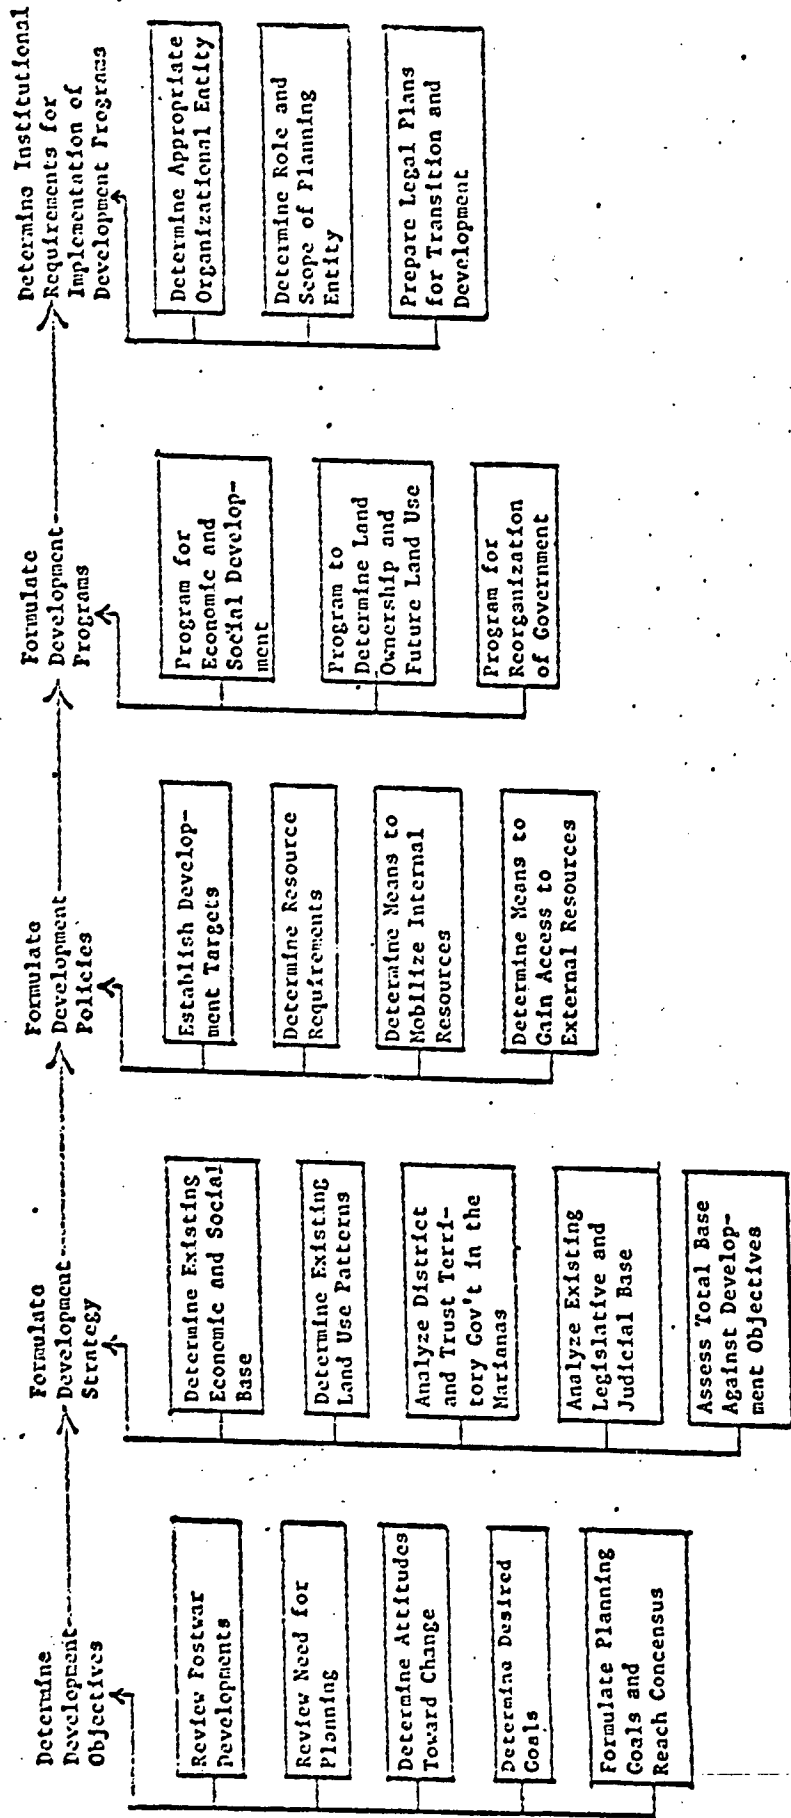 Determine
Development
Objectives
Review Postwar
Developments
Review Need for
Planning
Determine Attitudes
Toward Change
Determine Desired
Goals
Formulate Planning
Goals and
Reach Concensus
Formulate
Development
Strategy
Determine Existing
Economic and Social
Base
Determine Existing
Land Use Patterns
Analyze District
and Trust Terri-
tory Gov't in the
Marianas
Analyze Existing
Legislative and
Judicial Base
Assess Total Base
Against Develop-
ment Objectives
Formulate
Development
Policies
Establish Develop-
ment Targets
Determine Resource
Requirements
Determine Means to
Mobilize Internal
Resources
Determine Means to
Gain Access to
External Resources
Formulate
Development
Programs
Program for
Economic and
Social Develop-
ment
Program to
Determine Land
Ownership and
Future Land Use
Program for
Reorganization
of Government
Determine Institutional
Requirements for
Implementation of
Development Programs
Determine Appropriate
Organizational Entity
Determine Role and
Scope of Planning
Entity
Prepare Legal Plans
for Transition and
Development